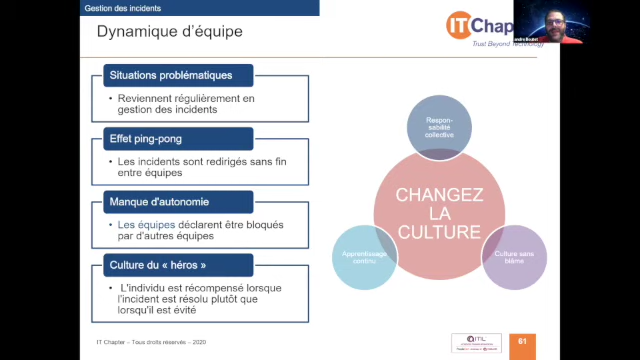 Gestion des incidents
Dynamique d'équipe
IT Chapter
Trust Beyond Technology
Situations problématiques
• Reviennent régulièrement en
gestion des incidents
Effet ping-pong
• Les incidents sont redirigés sans fin
entre équipes
Manque d'autonomie
• Les équipes déclarent être bloqués
par d'autres équipes
Culture du « héros »
• L'individu est récompensé lorsque
l'incident est résolu plutôt que
lorsqu'il est évité
Respon-
sabilité
collective
CHANGEZ
LA
CULTURE
Apprentissage
continu
Culture sans
blâme
IT Chapter – Tous droits réservés – 2020
ITIL
61